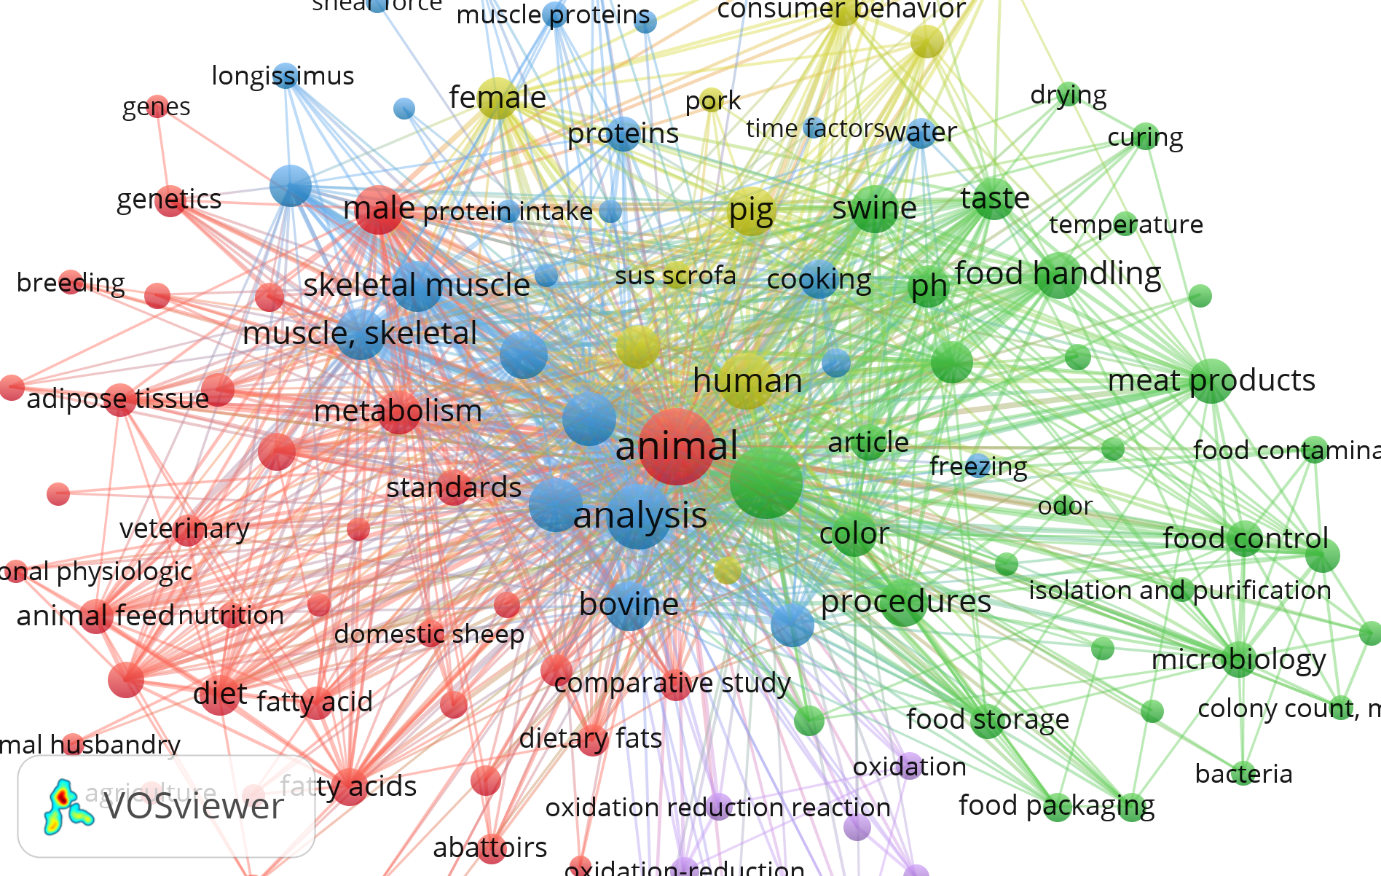 shear force
muscle proteins
consumer behavior
longissimus
genes
female
pork
drying
proteins
time factors
water
curing
genetics
male
protein intake
pig
swine
taste
temperature
breeding
skeletal muscle
sus scrofa
cooking
ph
food handling
muscle, skeletal
human
meat products
adipose tissue
metabolism
animal
article
food contamina
freezing
standards
odor
analysis
veterinary
color
food control
onal physiologic
isolation and purification
animal feed
nutrition
bovine
procedures
domestic sheep
microbiology
comparative study
diet
fatty acid
colony count, m
food storage
dietary fats
mal husbandry
oxidation
bacteria
fatty acids
agriculture
VOSviewer
oxidation reduction reaction
food packaging
abattoirs
oxidation-reduction